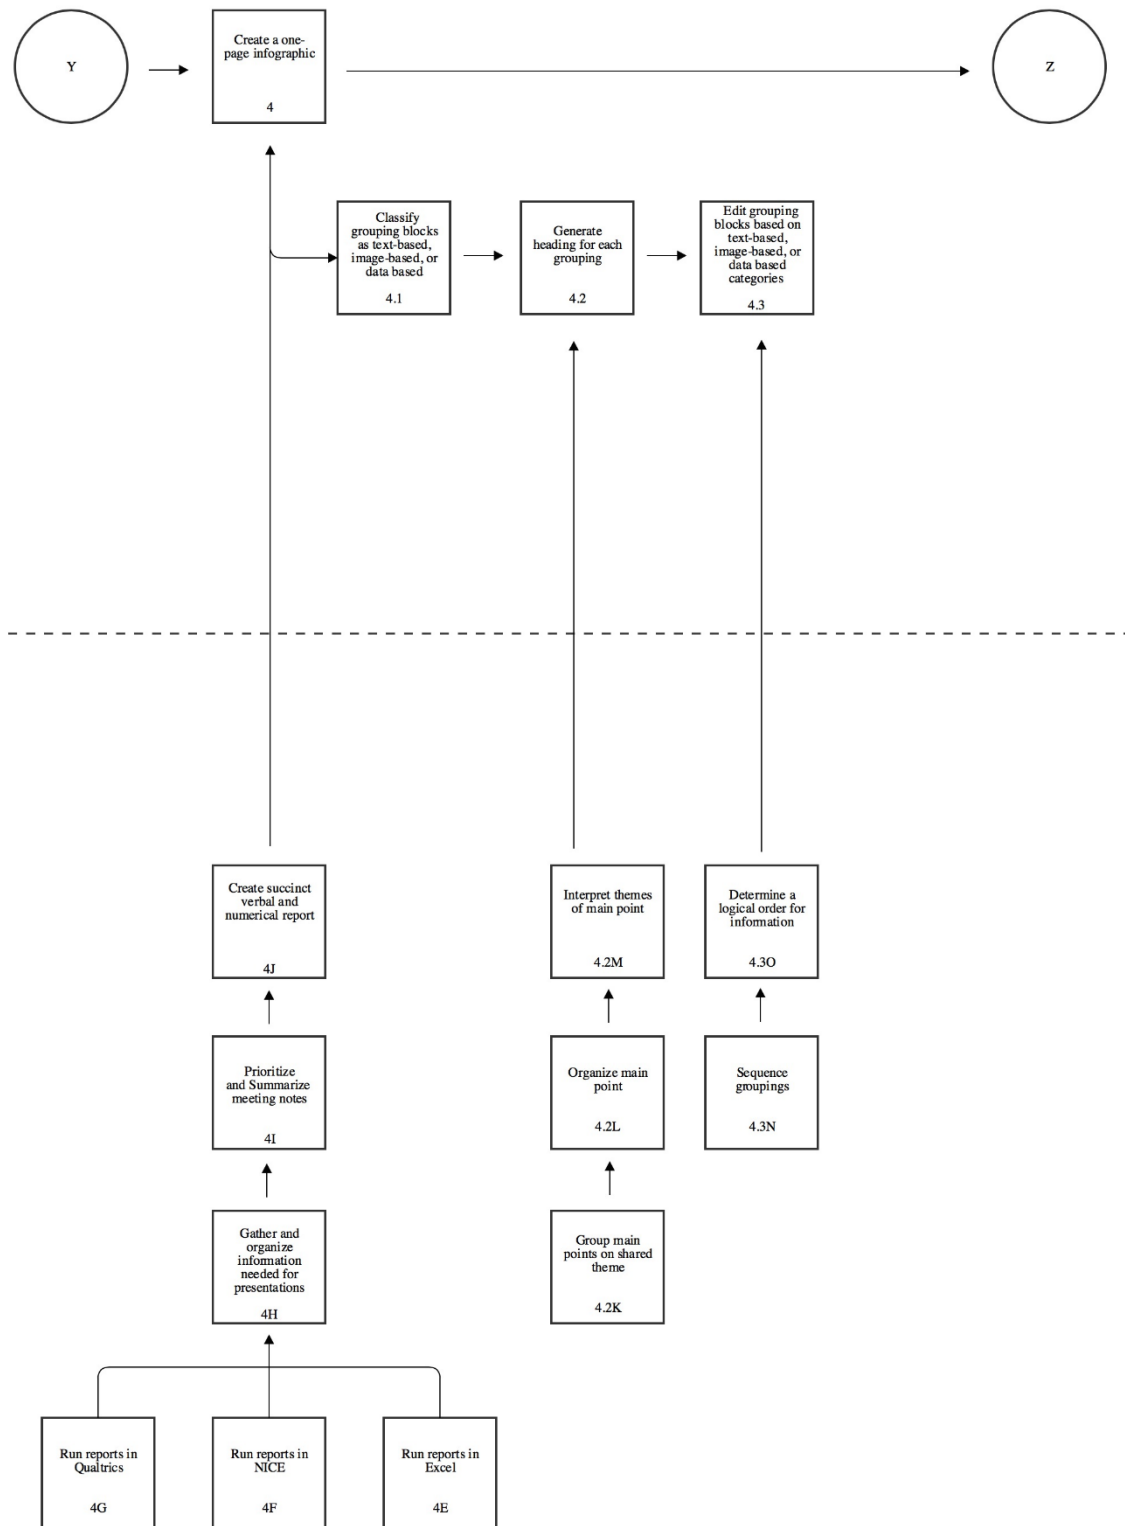 Y
Create a one-
page infographic
4
Z
Classify
grouping blocks
as text-based,
image-based, or
data based
4.1
Generate
heading for each
grouping
4.2
Edit grouping
blocks based on
text-based,
image-based, or
data based
categories
4.3
Create succinct
verbal and
numerical report
4J
Interpret themes
of main point
4.2M
Determine a
logical order for
information
4.3O
Prioritize
and Summarize
meeting notes
4I
Organize main
point
4.2L
Sequence
groupings
4.3N
Gather and
organize
information
needed for
presentations
4H
Group main
points on shared
theme
4.2K
Run reports in
Qualtrics
4G
Run reports in
NICE
4F
Run reports in
Excel
4E